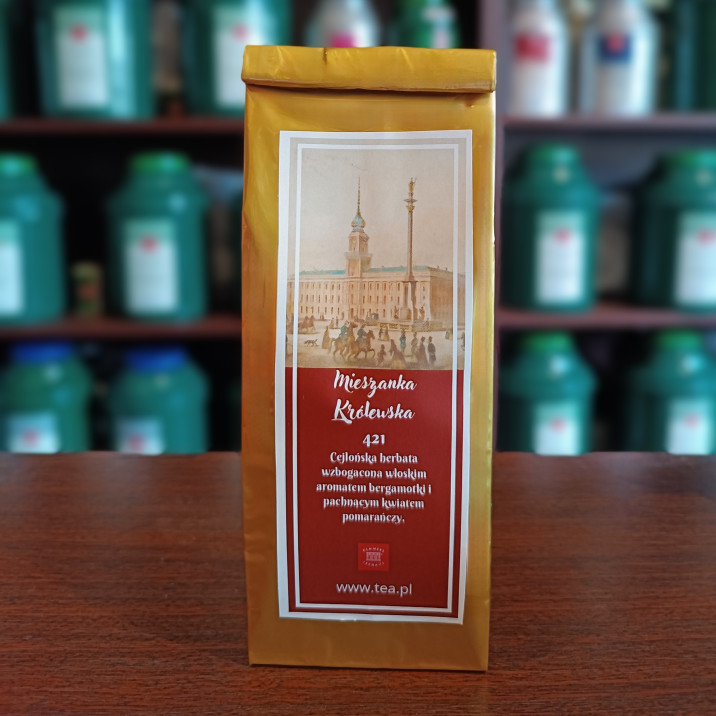 Mieszanka
Królewska
421
Cejlońska herbata
wzbogacona włoskim
aromatem bergamotki i
pachnącym kwiatem
pomarańczy.
www.tea.pl